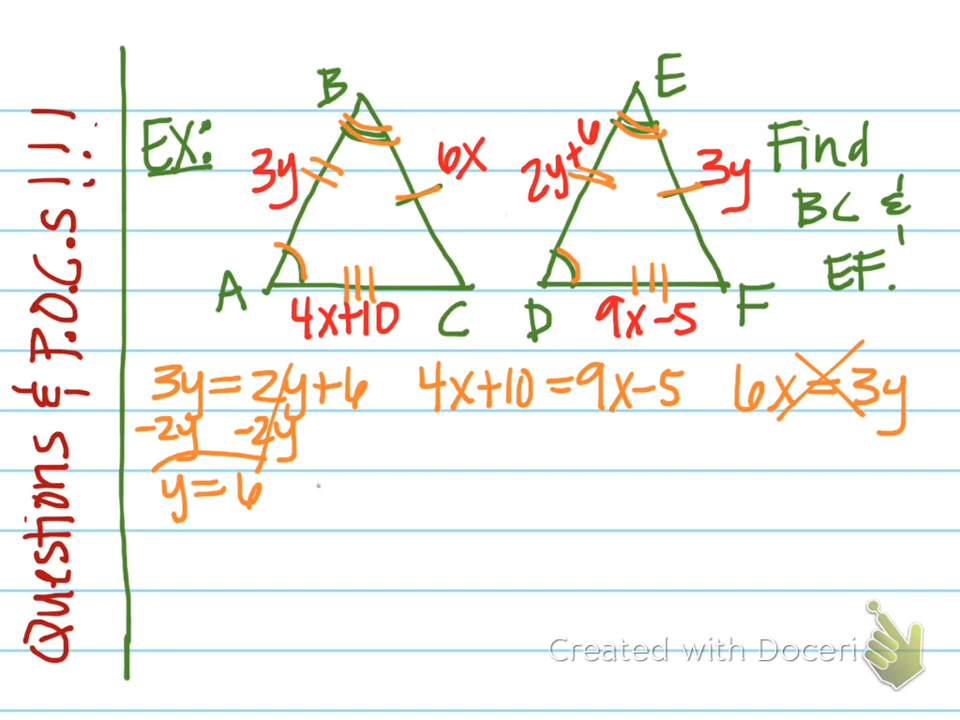 Questions & P.O.C.s !!!
EX:
B
E
3y
6x
2y+6
3y
Find
BC &
EF.
A
4x+10
C
D
9x-5
F
3y=2y+6
4x+10=9x-5
6x=3y
-2y -2y
y=6
Created with Doceri